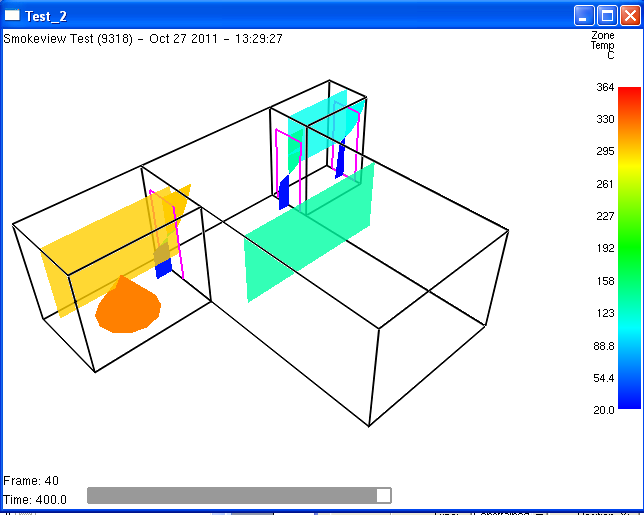 Test_2
Smokeview Test (9318) - Oct 27 2011 - 13:29:27
Zone
Temp
C
364
330
295
261
227
192
158
123
88.8
54.4
20.0
Frame: 40
Time: 400.0